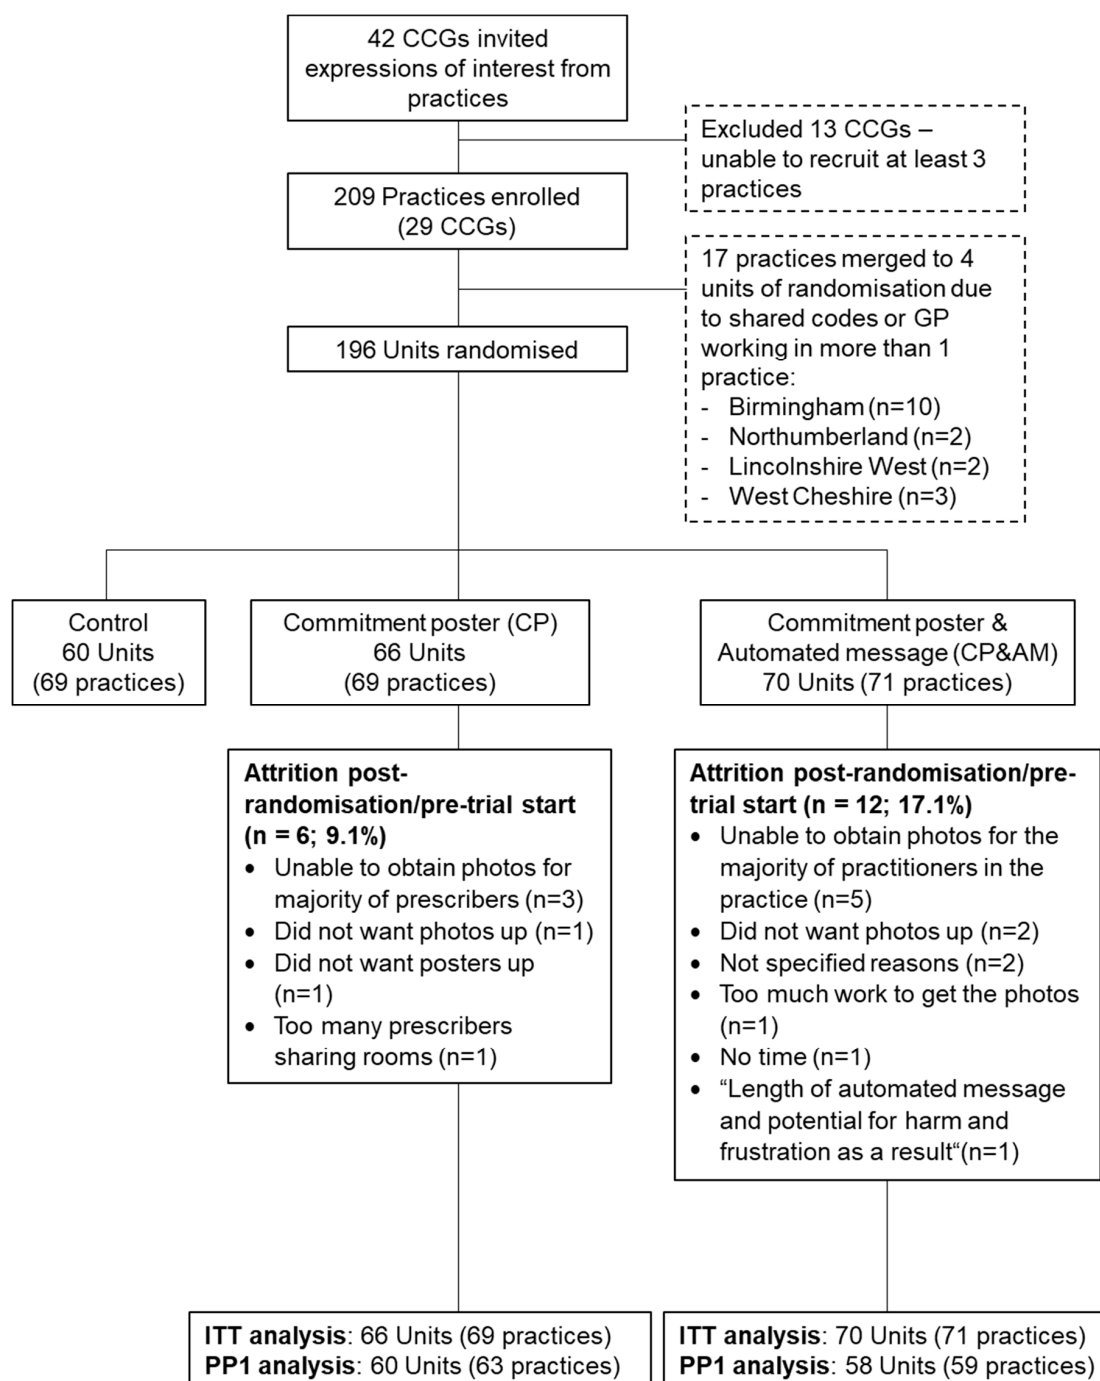 42 CCGs invited
expressions of interest from
practices
Excluded 13 CCGs –
unable to recruit at least 3
practices
209 Practices enrolled
(29 CCGs)
17 practices merged to 4
units of randomisation due
to shared codes or GP
working in more than 1
practice:
- Birmingham (n=10)
- Northumberland (n=2)
- Lincolnshire West (n=2)
- West Cheshire (n=3)
196 Units randomised
Control
60 Units
(69 practices)
Commitment poster (CP)
66 Units
(69 practices)
Commitment poster &
Automated message (CP&AM)
70 Units (71 practices)
Attrition post-
randomisation/pre-trial start
(n = 6; 9.1%)
• Unable to obtain photos for
majority of prescribers (n=3)
• Did not want photos up (n=1)
• Did not want posters up
(n=1)
• Too many prescribers
sharing rooms (n=1)
Attrition post-randomisation/pre-
trial start (n = 12; 17.1%)
• Unable to obtain photos for the
majority of practitioners in the
practice (n=5)
• Did not want photos up (n=2)
• Not specified reasons (n=2)
• Too much work to get the photos
(n=1)
• No time (n=1)
• “Length of automated message
and potential for harm and
frustration as a result“(n=1)
ITT analysis: 66 Units (69 practices)
PP1 analysis: 60 Units (63 practices)
ITT analysis: 70 Units (71 practices)
PP1 analysis: 58 Units (59 practices)